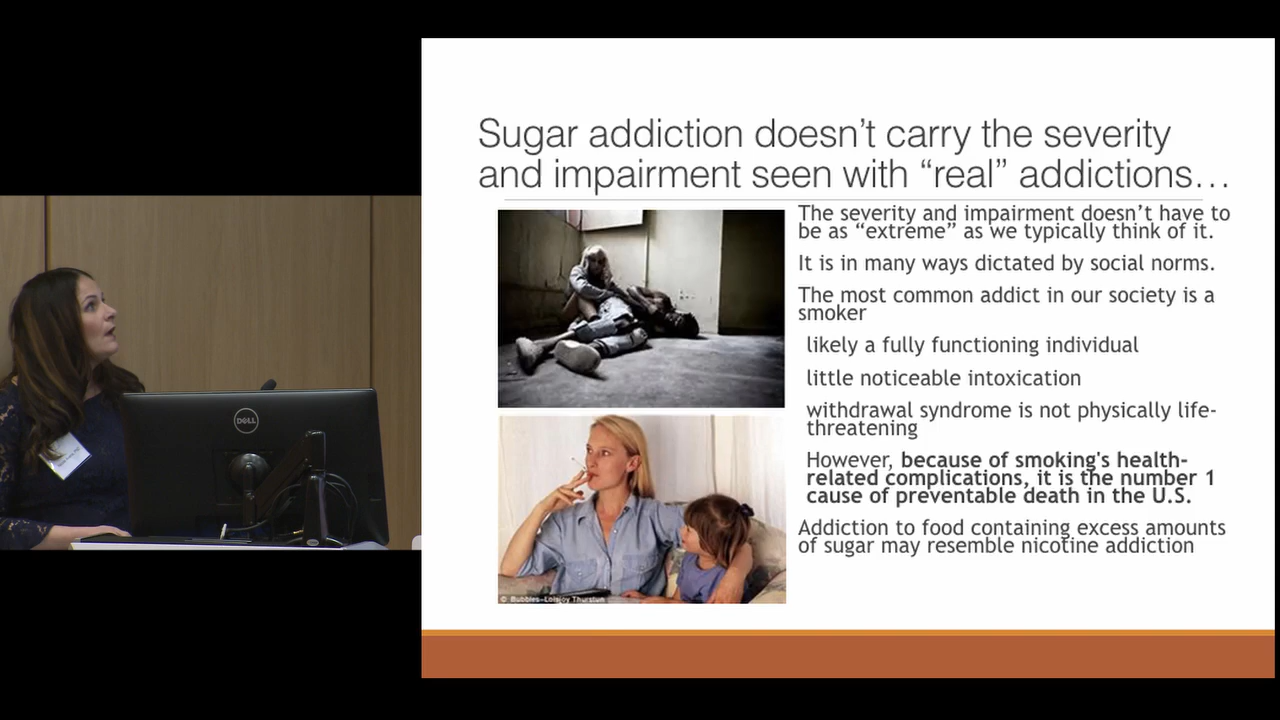 Sugar addiction doesn’t carry the severity
and impairment seen with “real” addictions…
The severity and impairment doesn’t have to
be as “extreme” as we typically think of it.
It is in many ways dictated by social norms.
The most common addict in our society is a
smoker
likely a fully functioning individual
little noticeable intoxication
withdrawal syndrome is not physically life-
threatening
However, because of smoking's health-
related complications, it is the number 1
cause of preventable death in the U.S.
Addiction to food containing excess amounts
of sugar may resemble nicotine addiction
© Bubbles-Loisjoy Thurstun
DELL